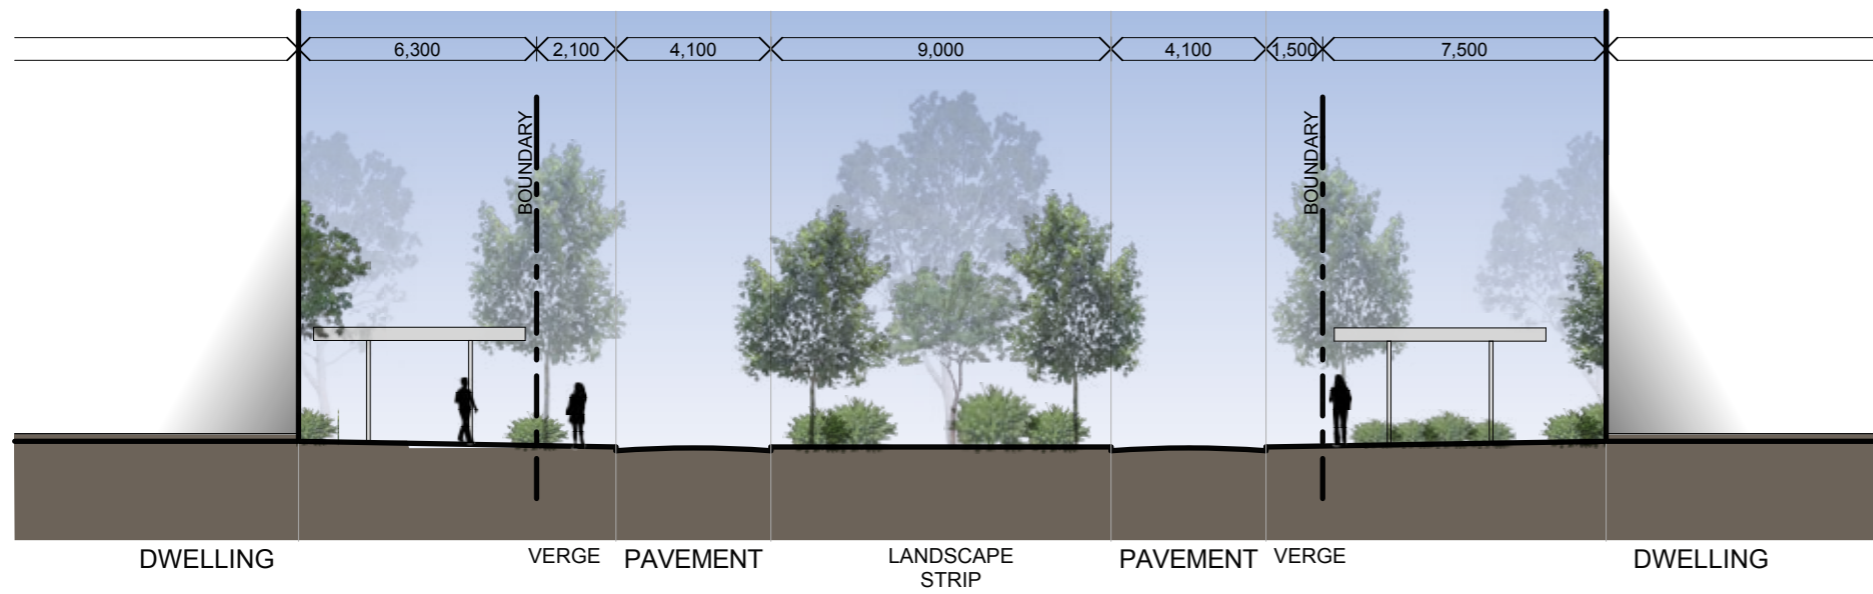 6,300
2,100
4,100
9,000
4,100
1,500
7,500
BOUNDARY
BOUNDARY
DWELLING
VERGE
PAVEMENT
LANDSCAPE
STRIP
PAVEMENT
VERGE
DWELLING